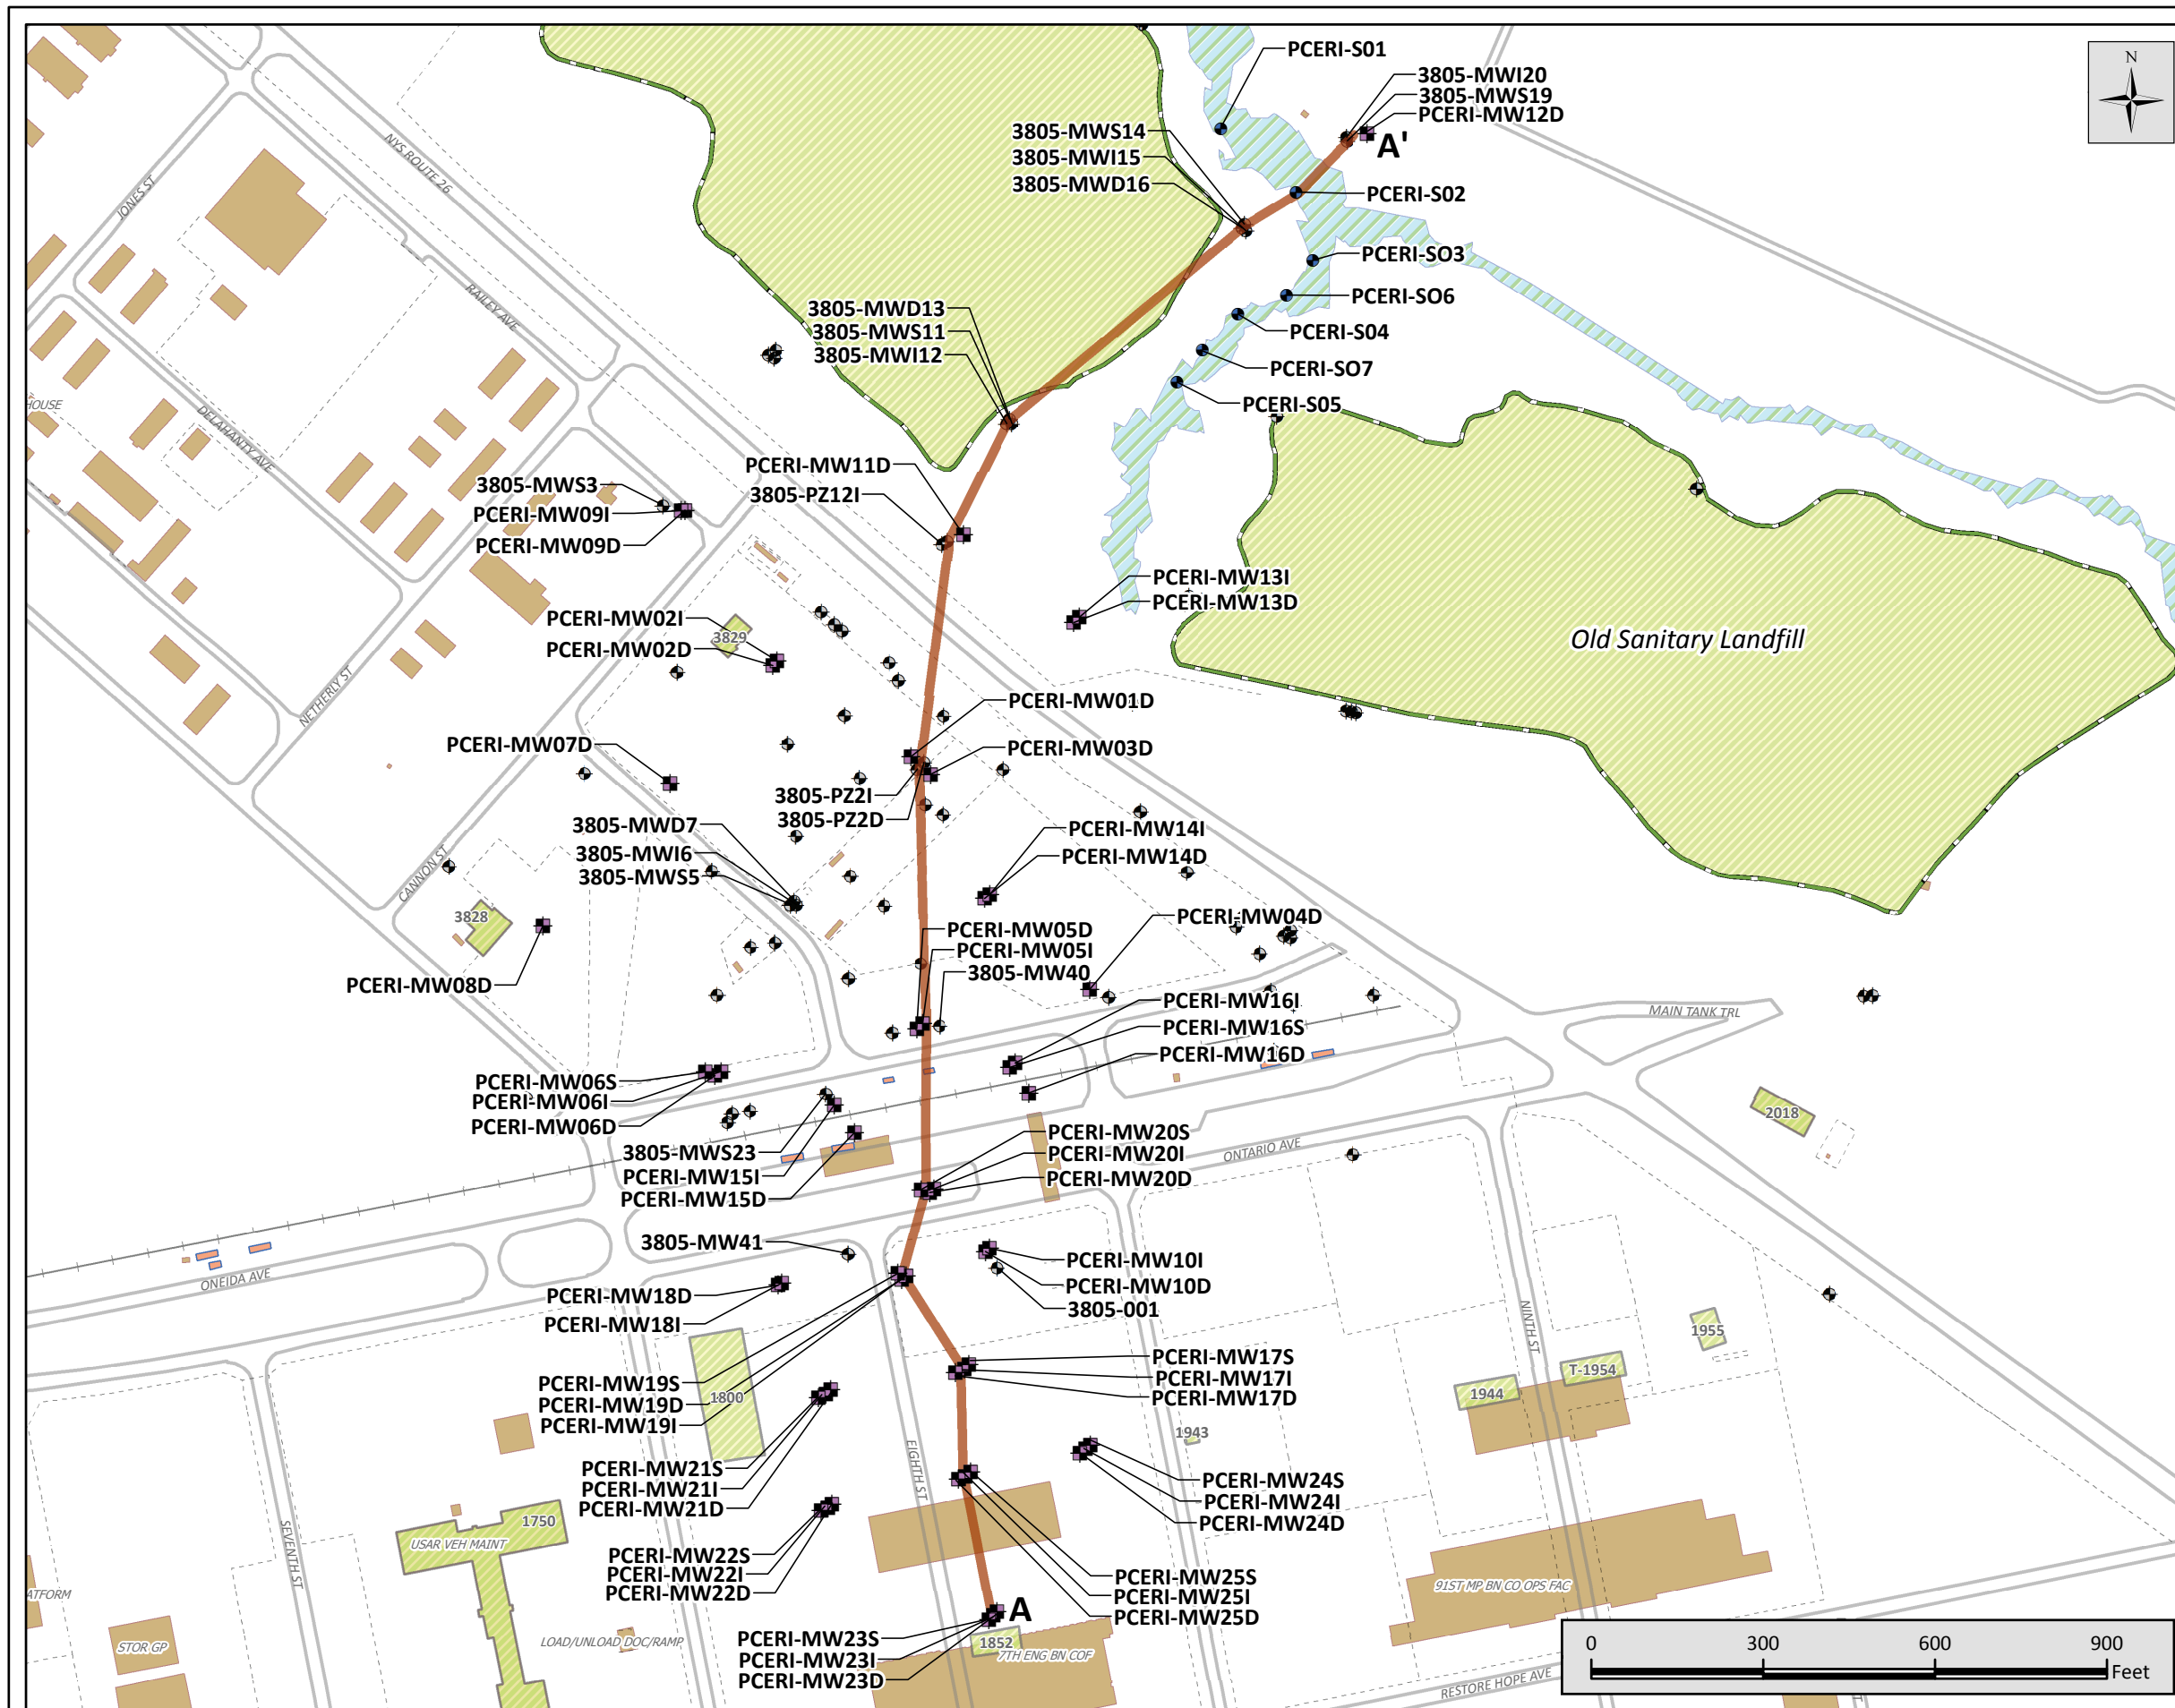 PCERI-S01
N
3805-MWI20
3805-MWS19
PCERI-MW12D
A'
3805-MWS14
3805-MWI15
3805-MWD16
NYS ROUTE 26
JONES ST
PCERI-S02
PCERI-SO3
RAILEY AVE
PCERI-SO6
3805-MWD13
3805-MWS11
3805-MWI12
PCERI-S04
PCERI-SO7
PCERI-S05
HOUSE
DELAHANTY AVE
PCERI-MW11D
3805-PZ12I
3805-MWS3
PCERI-MW09I
PCERI-MW09D
PCERI-MW13I
PCERI-MW13D
PCERI-MW02I
PCERI-MW02D
3829
Old Sanitary Landfill
NETHERLY ST
PCERI-MW01D
PCERI-MW07D
PCERI-MW03D
3805-PZ2I
3805-PZ2D
3805-MWD7
3805-MWI6
3805-MWS5
PCERI-MW14I
PCERI-MW14D
CANNON ST
3828
PCERI-MW04D
PCERI-MW05D
PCERI-MW05I
3805-MW40
PCERI-MW08D
PCERI-MW16I
PCERI-MW16S
PCERI-MW16D
MAIN TANK TRL
PCERI-MW06S
PCERI-MW06I
PCERI-MW06D
2018
3805-MWS23
PCERI-MW15I
PCERI-MW15D
PCERI-MW20S
PCERI-MW20I
PCERI-MW20D
ONTARIO AVE
3805-MW41
PCERI-MW10I
PCERI-MW10D
3805-001
ONEIDA AVE
PCERI-MW18D
PCERI-MW18I
NINTH ST
1955
PCERI-MW17S
PCERI-MW17I
PCERI-MW17D
T-1954
1944
PCERI-MW19S
PCERI-MW19D
PCERI-MW19I
1800
1943
EIGHTH ST
PCERI-MW21S
PCERI-MW21I
PCERI-MW21D
PCERI-MW24S
PCERI-MW24I
PCERI-MW24D
1750
USAR VEH MAINT
SEVENTH ST
PCERI-MW22S
PCERI-MW22I
PCERI-MW22D
PCERI-MW25S
PCERI-MW25I
PCERI-MW25D
91ST MP BN CO OPS FAC
ATFORM
A
STOR GP
LOAD/UNLOAD DOC/RAMP
PCERI-MW23S
PCERI-MW23I
PCERI-MW23D
1852
7TH ENG BN COF
RESTORE HOPE AVE
0 300 600 900
Feet